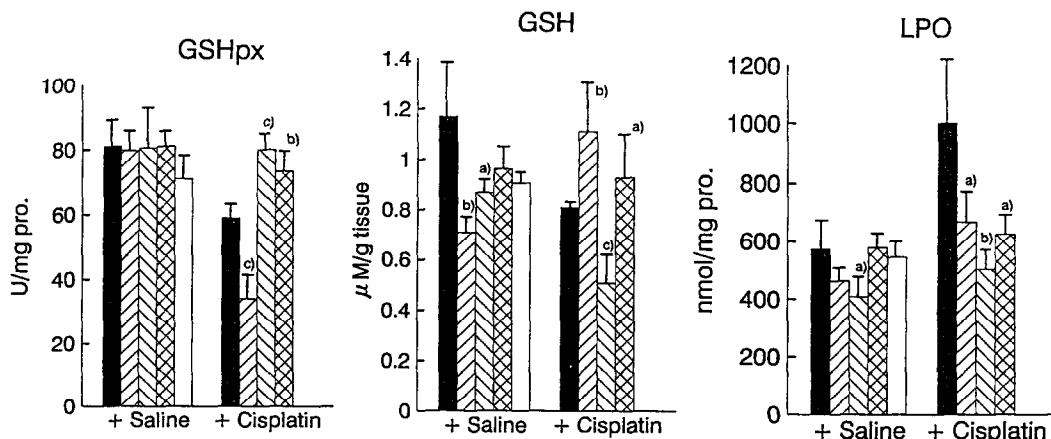 GSHpx
U/mg pro.
100
80
60
40
20
0
c)
c)
b)
+ Saline
+ Cisplatin
GSH
μM/g tissue
1.4
1.2
1
0.8
0.6
0.4
0.2
0
b)
a)
b)
c)
a)
+ Saline
+ Cisplatin
LPO
nmol/mg pro.
1200
1000
800
600
400
200
0
a)
a)
b)
a)
+ Saline
+ Cisplatin